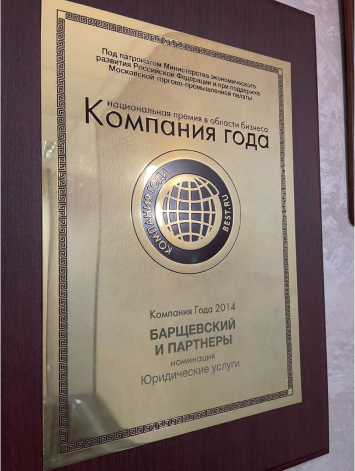 Под патронатом Министерства экономического
развития Российской Федерации и при поддержке
Московской торгово-промышленной палаты
национальная премия в области бизнеса
Компания года
КОМПАНИЯ ГОДА
BEST.RU
Компания Года 2014
БАРЩЕВСКИЙ
И ПАРТНЕРЫ
номинация
Юридические услуги